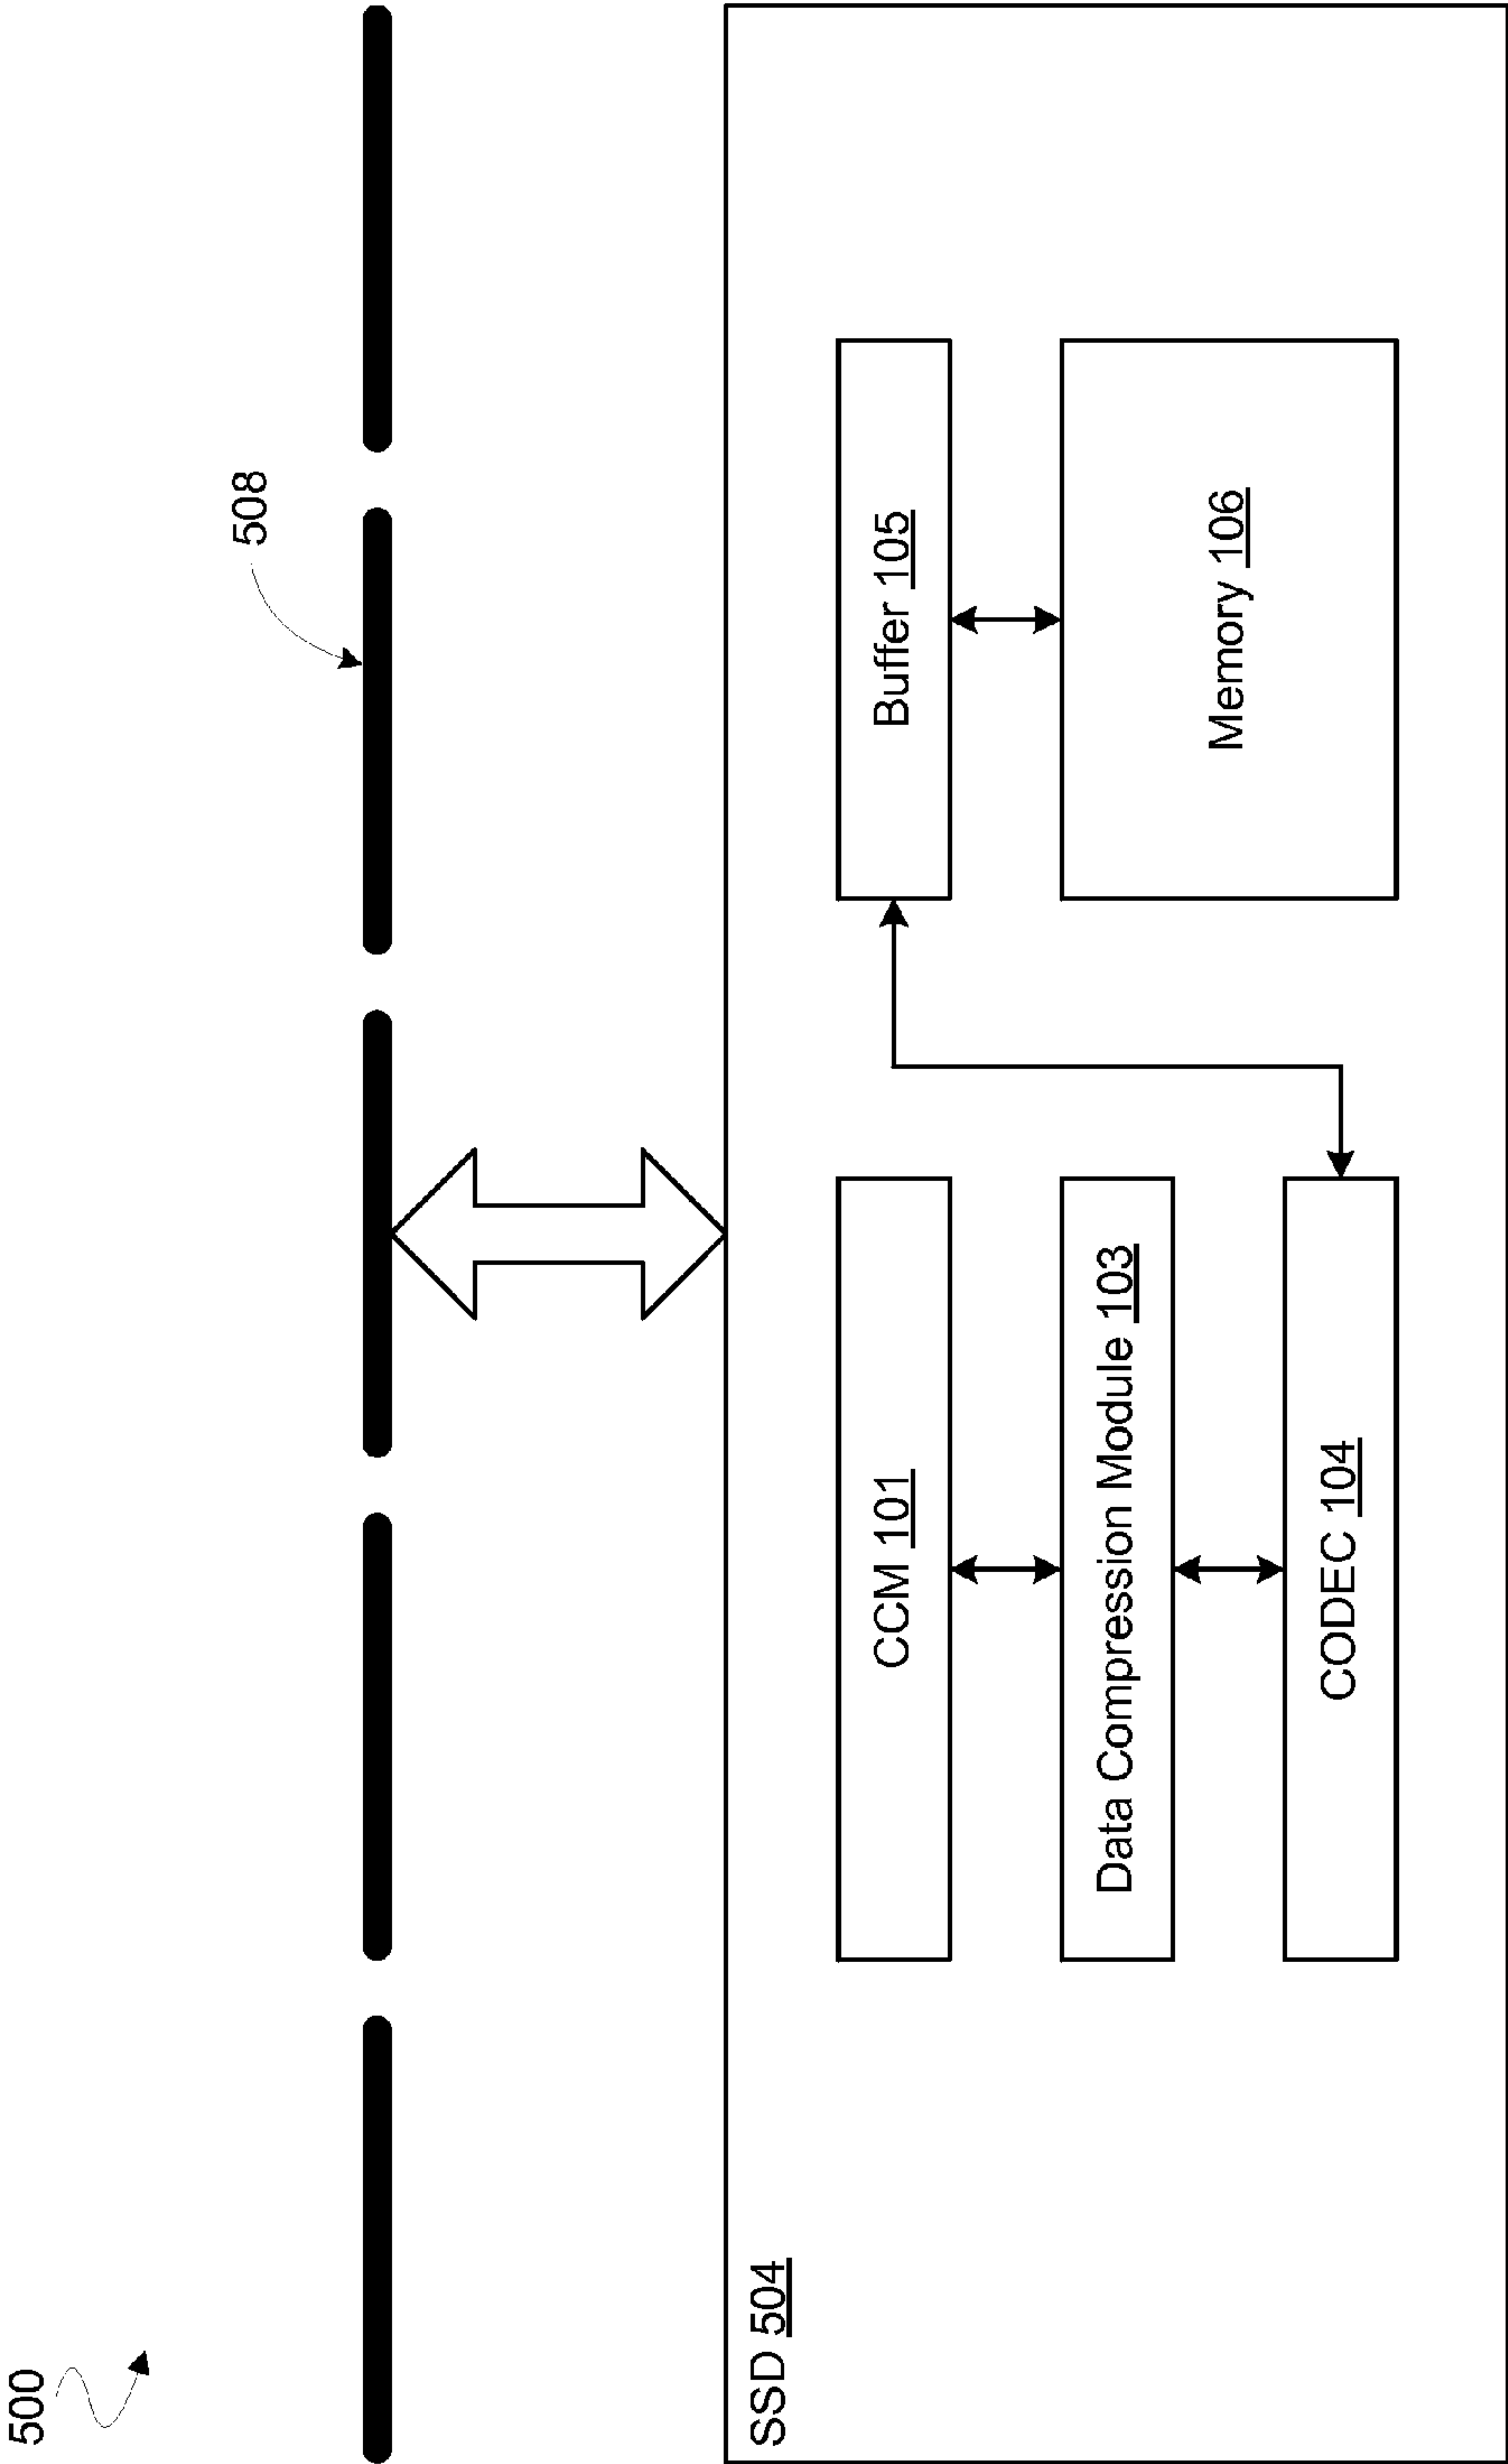 500
508
SSD 504
CCM 101
Data Compression Module 103
CODEC 104
Buffer 105
Memory 106